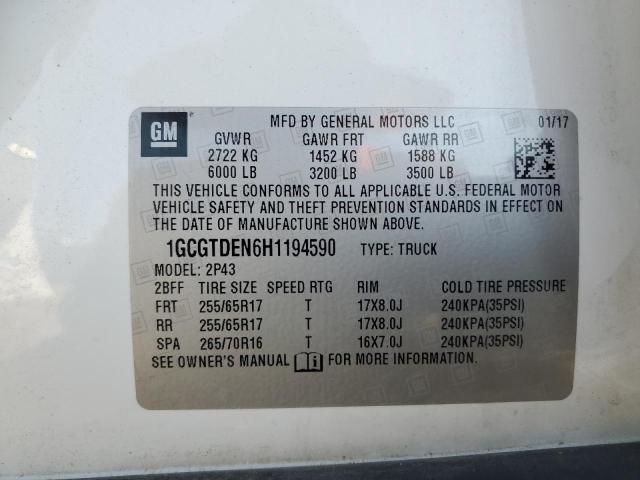 GM
MFD BY GENERAL MOTORS LLC 01/17
GVWR GAWR FRT GAWR RR
2722 KG 1452 KG 1588 KG
6000 LB 3200 LB 3500 LB
THIS VEHICLE CONFORMS TO ALL APPLICABLE U.S. FEDERAL MOTOR
VEHICLE SAFETY AND THEFT PREVENTION STANDARDS IN EFFECT ON
THE DATE OF MANUFACTURE SHOWN ABOVE.
1GCGTDEN6H1194590 TYPE: TRUCK
MODEL: 2P43
2BFF TIRE SIZE SPEED RTG RIM COLD TIRE PRESSURE
FRT 255/65R17 T 17X8.0J 240KPA(35PSI)
RR 255/65R17 T 17X8.0J 240KPA(35PSI)
SPA 265/70R16 T 16X7.0J 240KPA(35PSI)
SEE OWNER'S MANUAL FOR MORE INFORMATION.